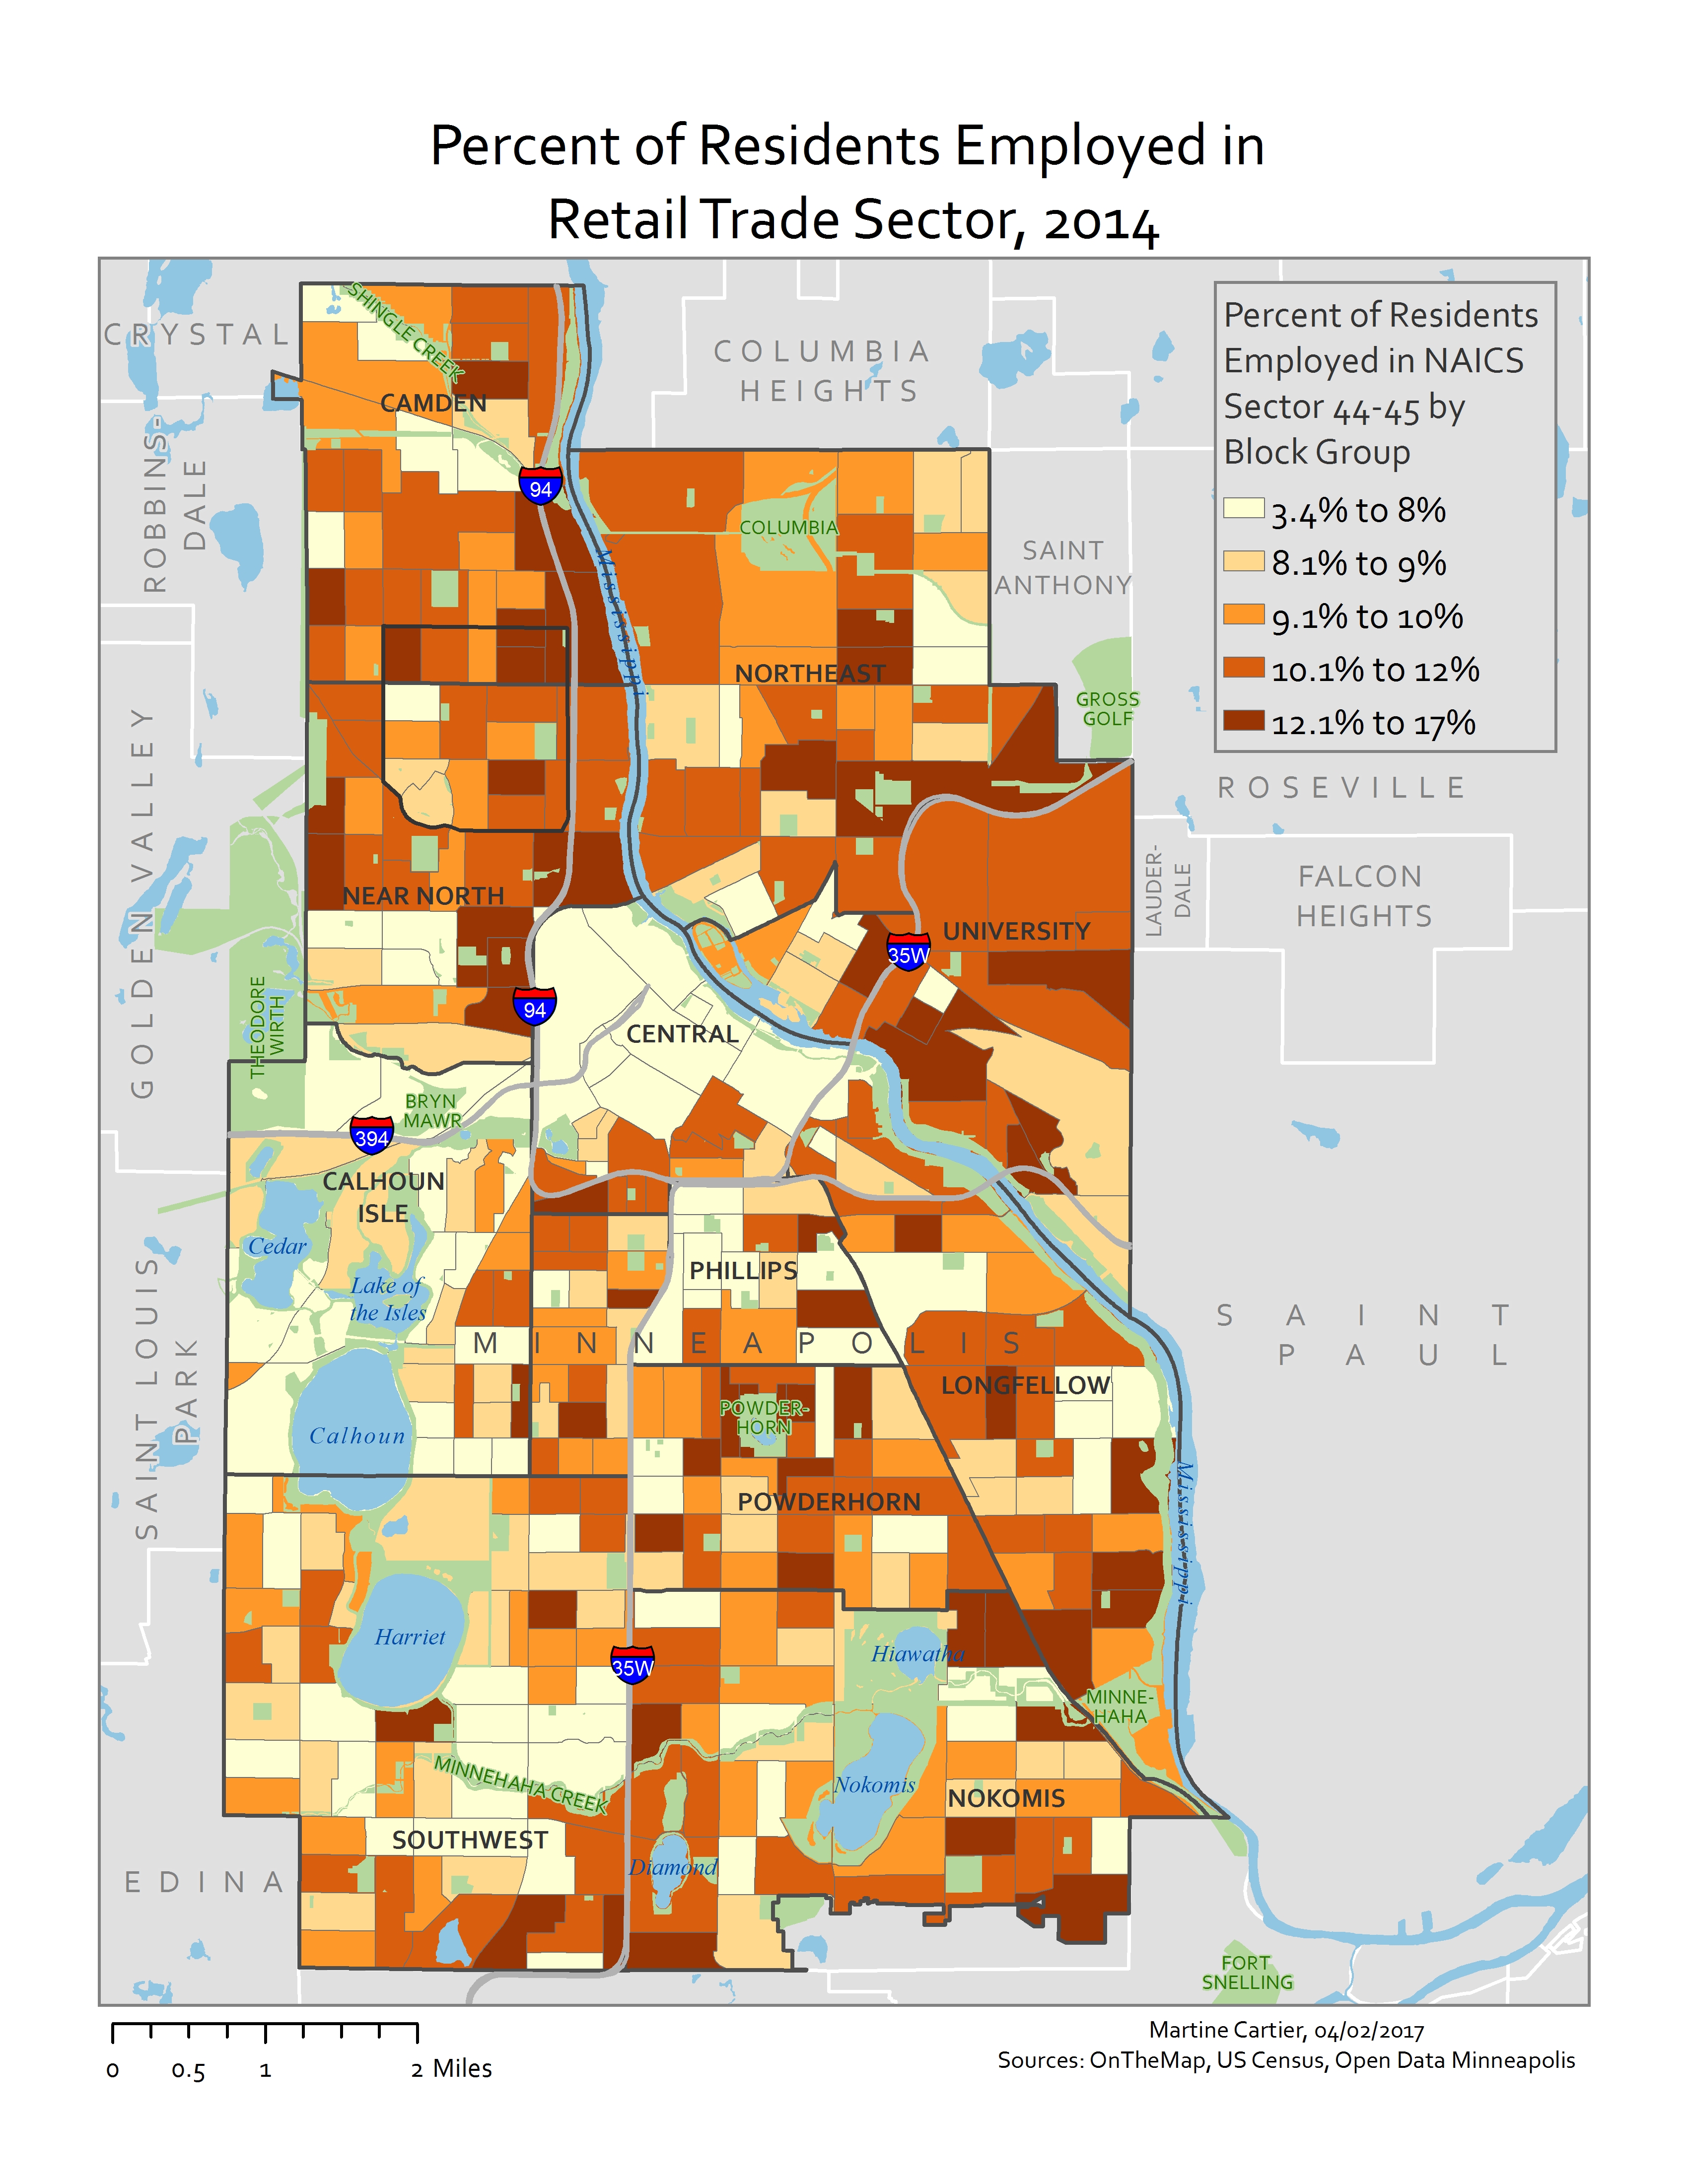 Percent of Residents Employed in
Retail Trade Sector, 2014
Percent of Residents
Employed in NAICS
Sector 44-45 by
Block Group
3.4% to 8%
8.1% to 9%
9.1% to 10%
10.1% to 12%
12.1% to 17%
CRYSTAL
SHINGLE CREEK
COLUMBIA
HEIGHTS
CAMDEN
ROBBINS-
DALE
94
COLUMBIA
SAINT
ANTHONY
Mississippi
NORTHEAST
GROSS
GOLF
GOLDEN VALLEY
ROSEVILLE
LAUDER-
DALE
FALCON
HEIGHTS
NEAR NORTH
UNIVERSITY
35W
THEODORE
WIRTH
94
CENTRAL
BRYN
MAWR
394
CALHOUN
ISLE
Cedar
Lake of
the Isles
PHILLIPS
SAINT
PAUL
MINNEAPOLIS
SAINT LOUIS
PARK
LONGFELLOW
POWDER-
HORN
Calhoun
Mississippi
POWDERHORN
Harriet
Hiawatha
35W
MINNE-
HAHA
MINNEHAHA CREEK
Nokomis
NOKOMIS
SOUTHWEST
Diamond
EDINA
FORT
SNELLING
0 0.5 1 2 Miles
Martine Cartier, 04/02/2017
Sources: OnTheMap, US Census, Open Data Minneapolis